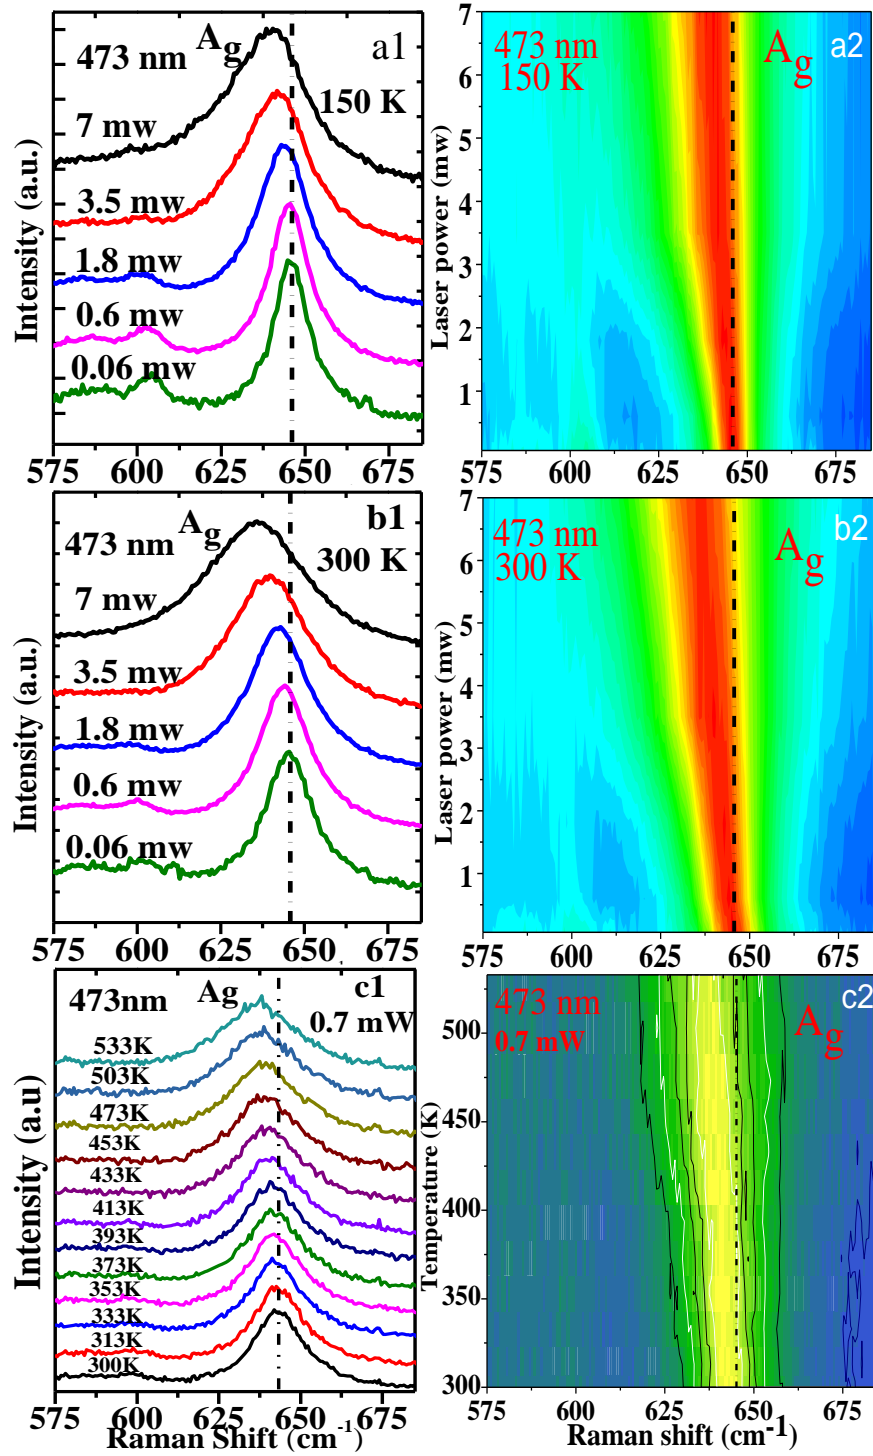 473 nm
A_g
a1
150 K
7 mw
3.5 mw
1.8 mw
0.6 mw
0.06 mw
Intensity (a.u.)
575 600 625 650 675
473 nm
150 K
A_g
a2
Laser power (mw)
7
6
5
4
3
2
1
575 600 625 650 675
473 nm
A_g
b1
300 K
7 mw
3.5 mw
1.8 mw
0.6 mw
0.06 mw
Intensity (a.u.)
575 600 625 650 675
473 nm
300 K
A_g
b2
Laser power (mw)
7
6
5
4
3
2
1
575 600 625 650 675
473nm
Ag
c1
0.7 mW
533K
503K
473K
453K
433K
413K
393K
373K
353K
333K
313K
300K
Intensity (a.u)
575 600 625 650 675
Raman Shift (cm⁻¹)
473 nm
0.7 mW
A_g
c2
Temperature (K)
500
450
400
350
300
575 600 625 650 675
Raman shift (cm⁻¹)